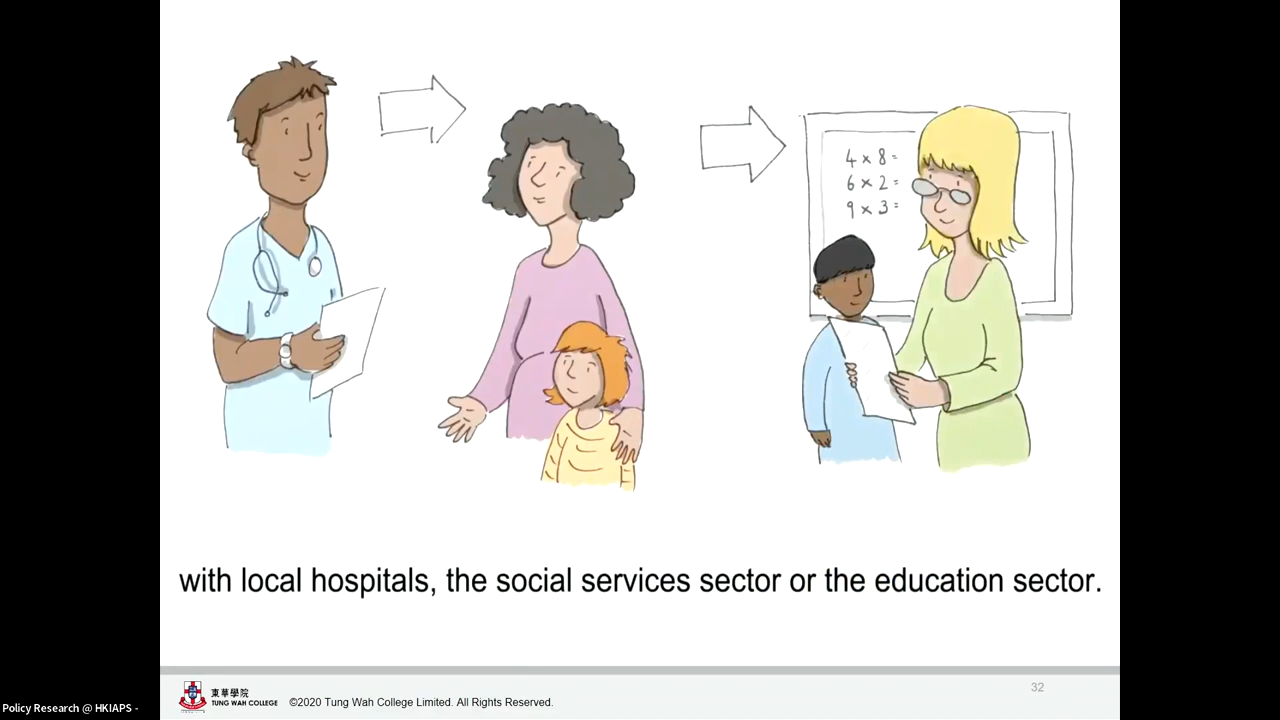 4 x 8 =
6 x 2 =
9 x 3 =
with local hospitals, the social services sector or the education sector.
32
東華學院
TUNG WAH COLLEGE
©2020 Tung Wah College Limited. All Rights Reserved.
Policy Research @ HKIAPS -